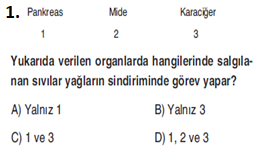 1. Pankreas Mide Karaciğer
1 2 3
Yukarıda verilen organlarda hangilerinde salgıla-
nan sıvılar yağların sindiriminde görev yapar?
A) Yalnız 1 B) Yalnız 3
C) 1 ve 3 D) 1, 2 ve 3